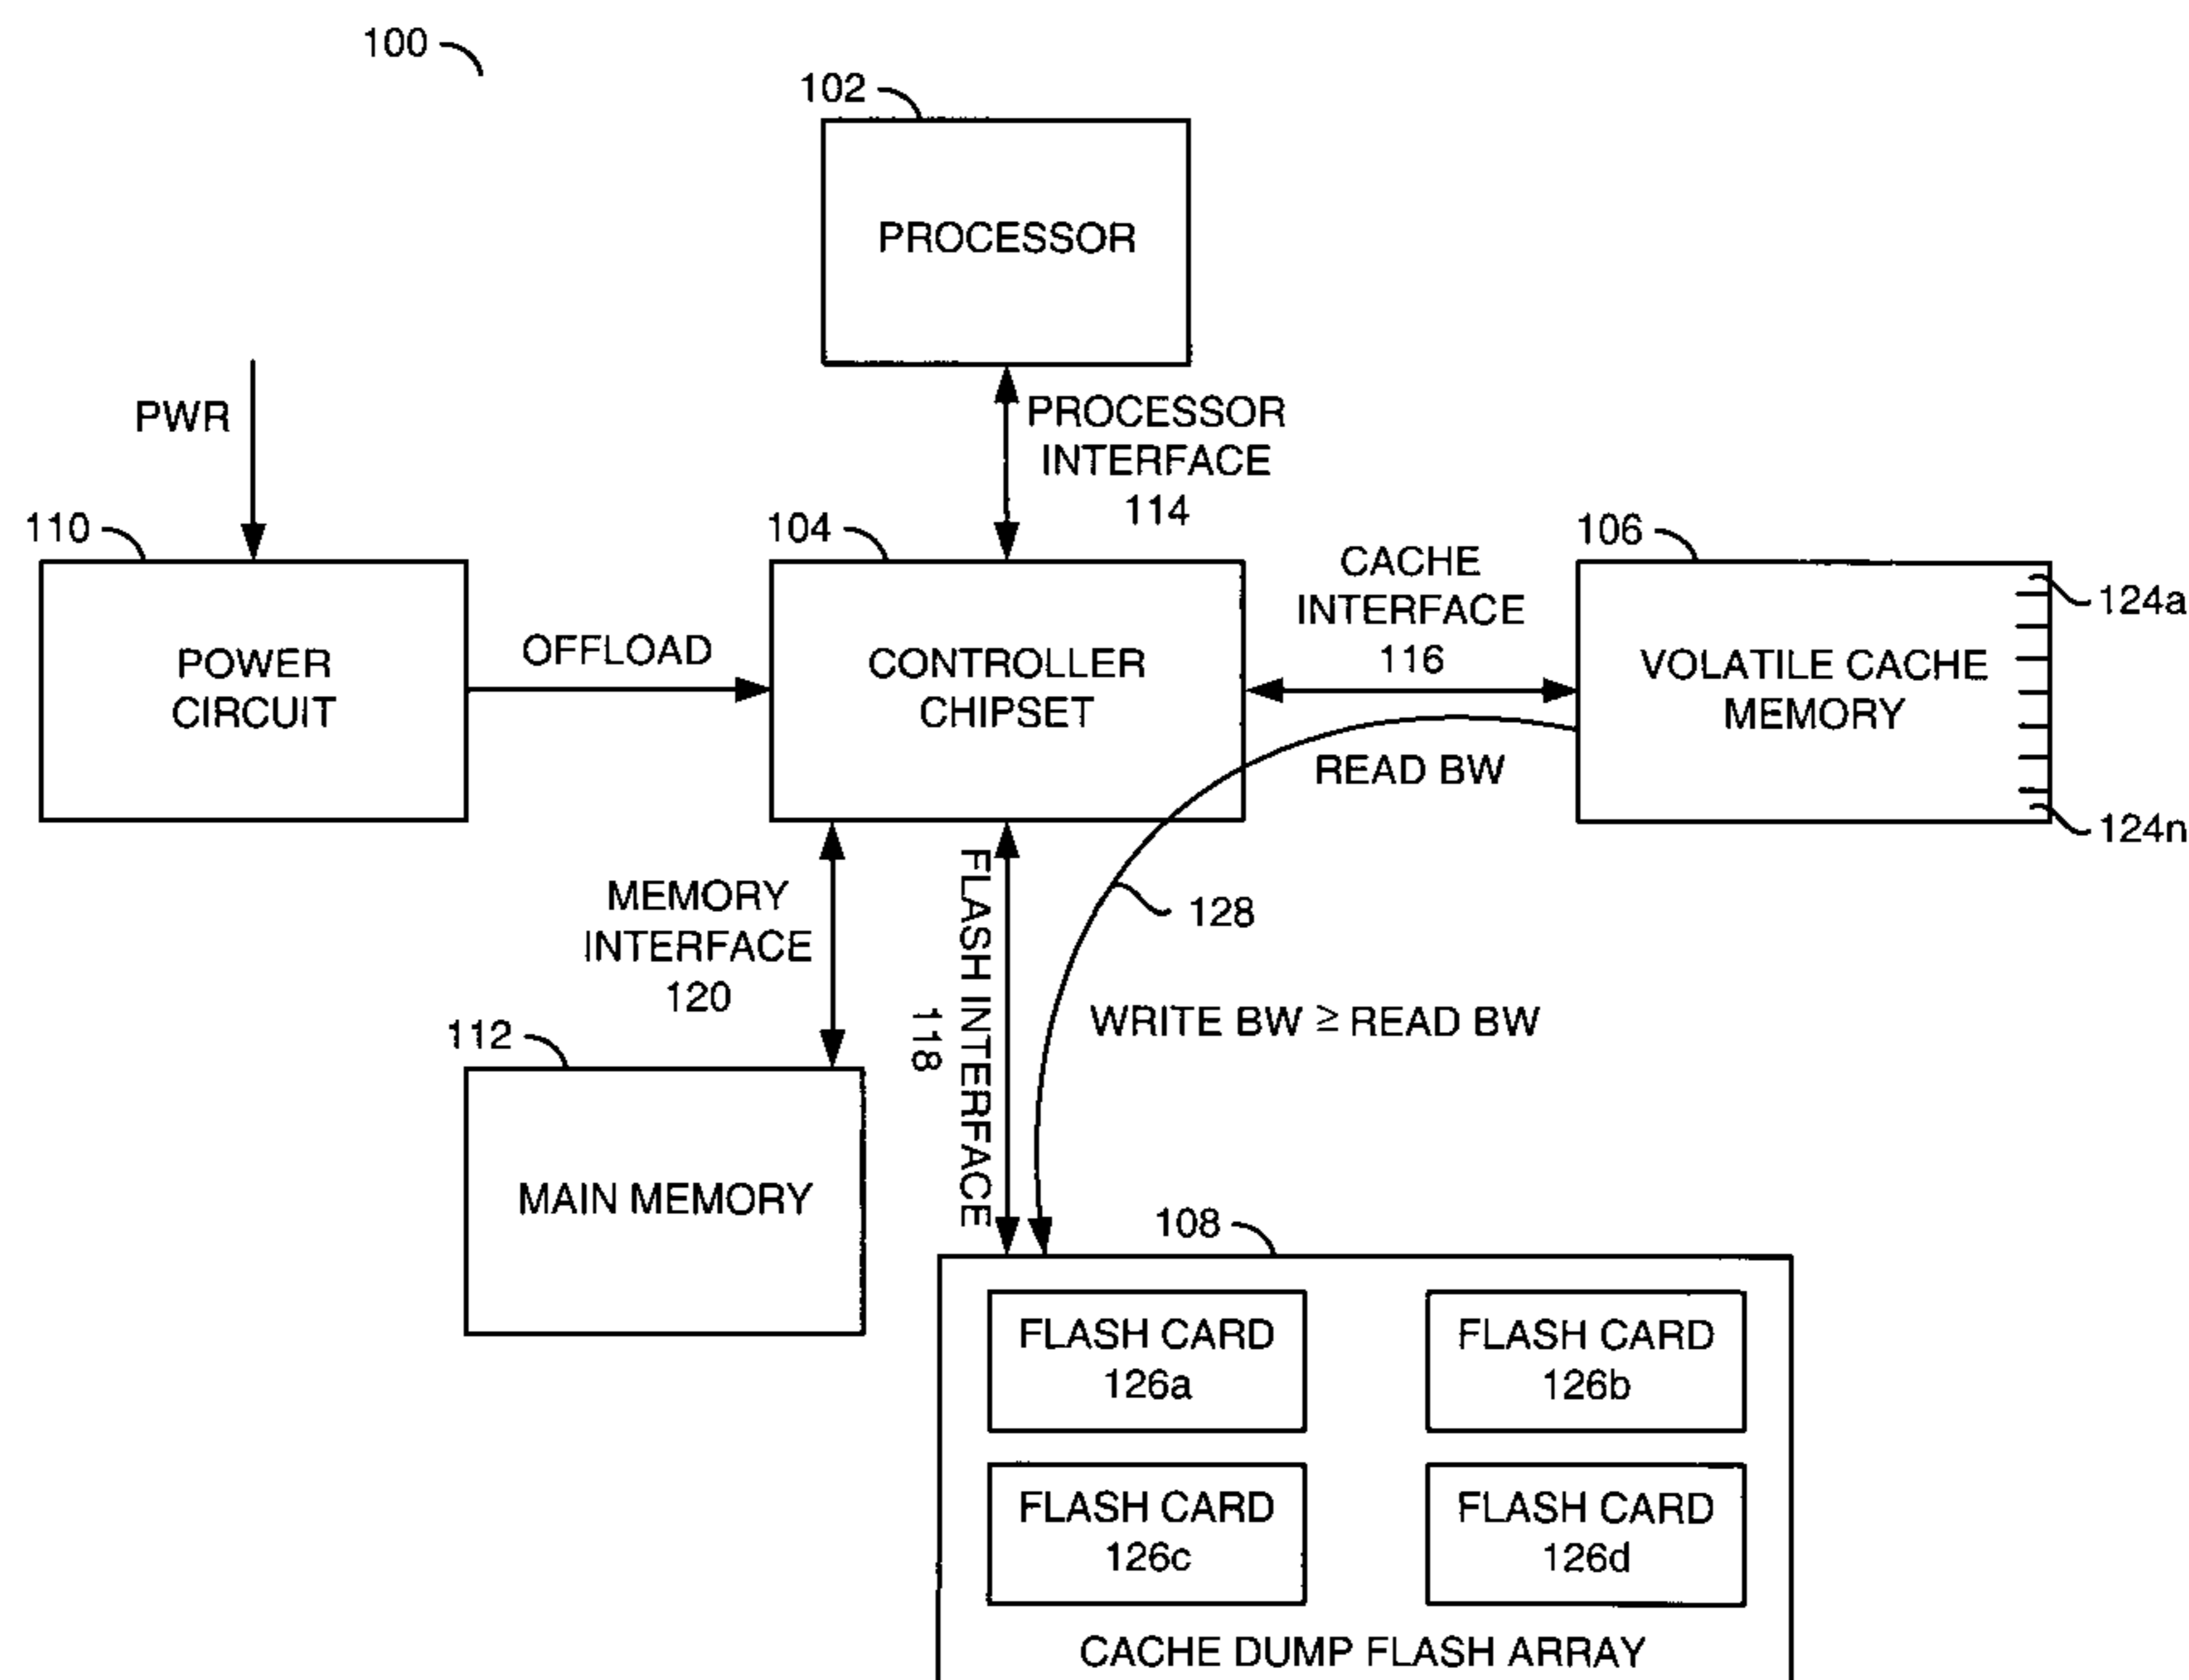 100
102
PROCESSOR
PWR
PROCESSOR
INTERFACE
114
110
POWER
CIRCUIT
OFFLOAD
104
CONTROLLER
CHIPSET
CACHE
INTERFACE
116
106
VOLATILE CACHE
MEMORY
124a
124n
READ BW
128
MEMORY
INTERFACE
120
FLASH INTERFACE
118
WRITE BW ≥ READ BW
112
MAIN MEMORY
108
FLASH CARD
126a
FLASH CARD
126b
FLASH CARD
126c
FLASH CARD
126d
CACHE DUMP FLASH ARRAY